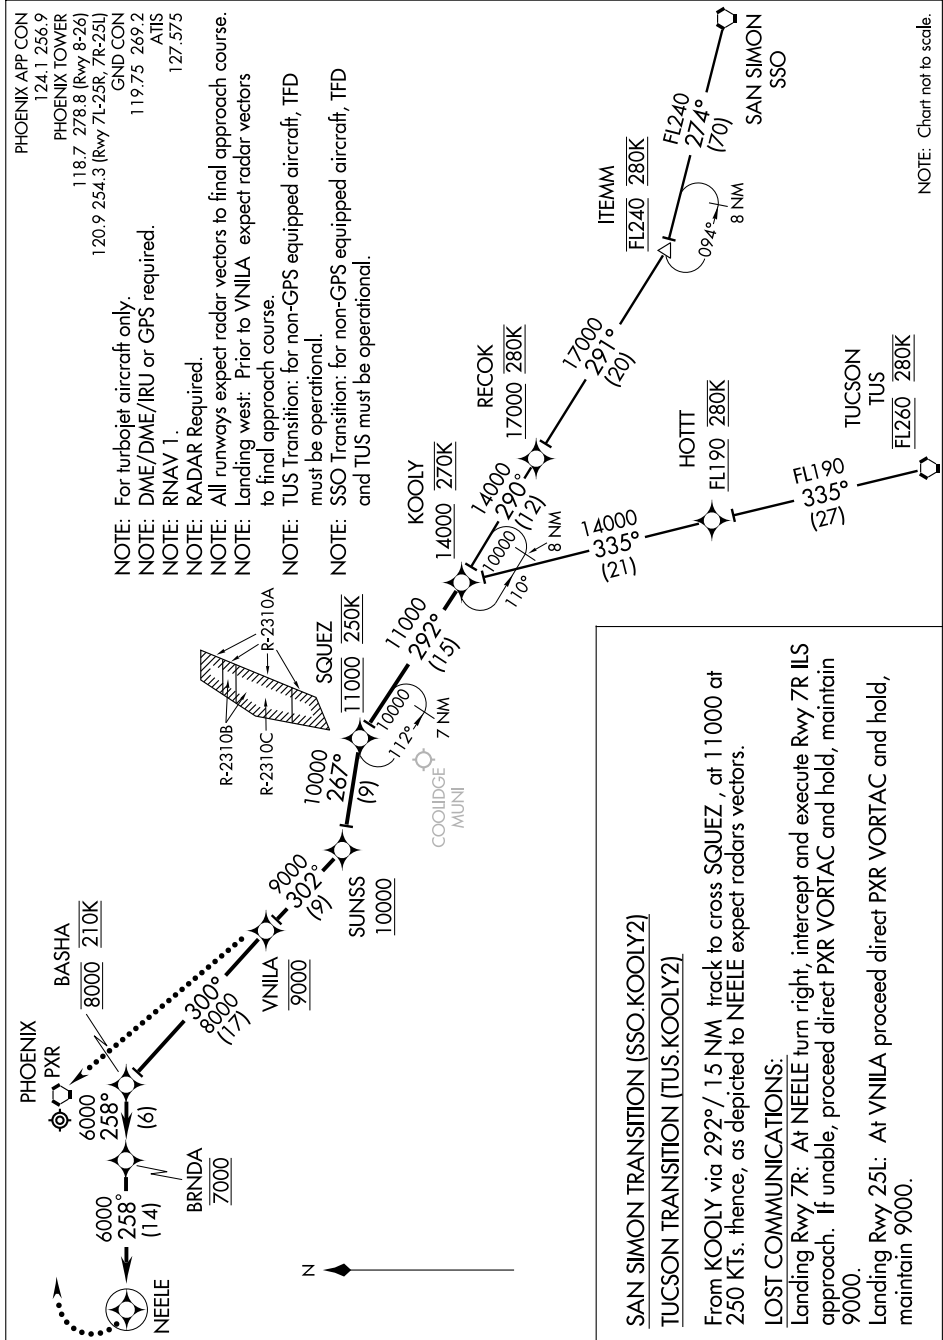 PHOENIX APP CON
124.1 256.9
PHOENIX TOWER
118.7 278.8 (Rwy 8-26)
120.9 254.3 (Rwy 7L-25R, 7R-25L)
GND CON
119.75 269.2
ATIS
127.575
NOTE: For turbojet aircraft only.
NOTE: DME/DME/IRU or GPS required.
NOTE: RNAV 1.
NOTE: RADAR Required.
NOTE: All runways expect radar vectors to final approach course.
NOTE: Landing west: Prior to VNILA expect radar vectors
to final approach course.
NOTE: TUS Transition: for non-GPS equipped aircraft, TFD
must be operational.
NOTE: SSO Transition: for non-GPS equipped aircraft, TFD
and TUS must be operational.
PHOENIX
PXR
BASHA
8000 210K
6000
258°
(14)
NEELE
6000
258°
(6)
BRNDA
7000
300°
8000
(17)
VNILA
9000
9000
302°
(9)
SUNSS
10000
10000
267°
(9)
R-2310B
R-2310C
R-2310A
SQUEZ
11000 250K
10000
112°
7 NM
COOLIDGE
MUNI
11000
292°
(15)
KOOLY
14000 270K
10000
110°
8 NM
14000
290°
(12)
RECOK
17000 280K
17000
291°
(20)
ITEMM
FL240 280K
094°
8 NM
FL240
274°
(70)
SAN SIMON
SSO
14000
335°
(21)
HOTTT
FL190 280K
FL190
335°
(27)
TUCSON
TUS
FL260 280K
N
NOTE: Chart not to scale.
SAN SIMON TRANSITION (SSO.KOOLY2)
TUCSON TRANSITION (TUS.KOOLY2)
From KOOLY via 292°/ 15 NM track to cross SQUEZ , at 11000 at
250 KTs. thence, as depicted to NEELE expect radars vectors.
LOST COMMUNICATIONS:
Landing Rwy 7R: At NEELE turn right, intercept and execute Rwy 7R ILS
approach. If unable, proceed direct PXR VORTAC and hold, maintain
9000.
Landing Rwy 25L: At VNILA proceed direct PXR VORTAC and hold,
maintain 9000.